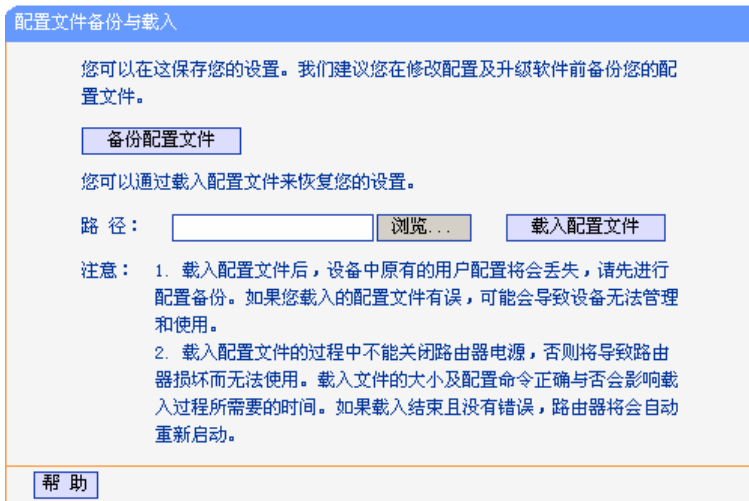 配置文件备份与载入
您可以在这保存您的设置。我们建议您在修改配置及升级软件前备份您的配
置文件。
备份配置文件
您可以通过载入配置文件来恢复您的设置。
路 径： 浏览... 载入配置文件
注意： 1. 载入配置文件后，设备中原有的用户配置将会丢失，请先进行
配置备份。如果您载入的配置文件有误，可能会导致设备无法管理
和使用。
2. 载入配置文件的过程中不能关闭路由器电源，否则将导致路由
器损坏而无法使用。载入文件的大小及配置命令正确与否会影响载
入过程所需要的时间。如果载入结束且没有错误，路由器将会自动
重新启动。
帮 助